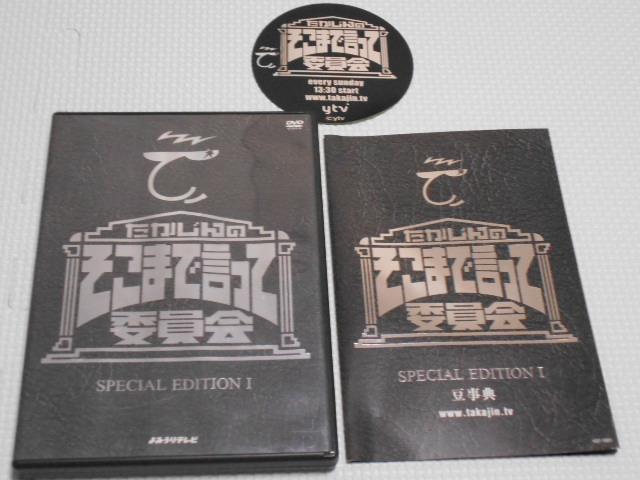 たかじんの
そこまで言って
委員会
every sunday
13:30 start
www.takajin.tv
ytv
©ytv
DVD
で。
たかじんの
そこまで言って
委員会
SPECIAL EDITION I
よみうりテレビ
で。
たかじんの
そこまで言って
委員会
SPECIAL EDITION I
豆事典
www.takajin.tv